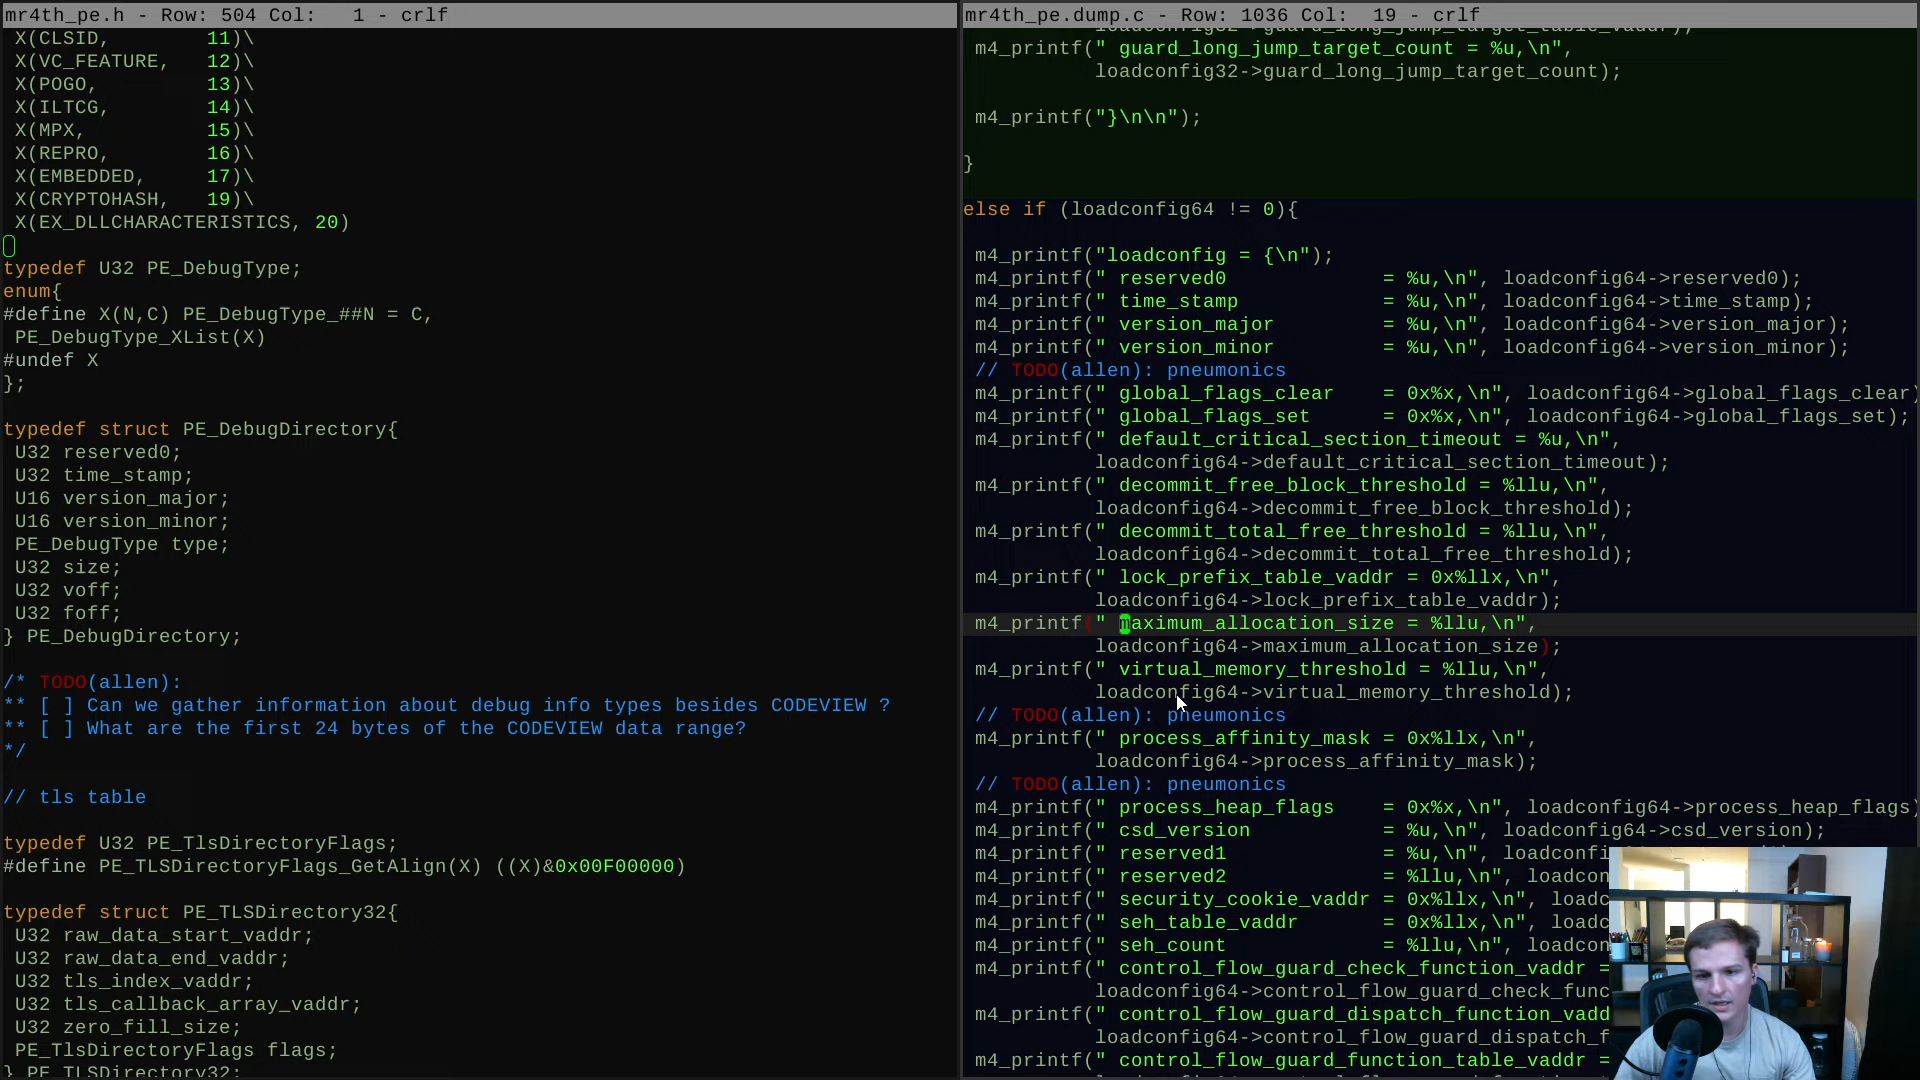 mr4th_pe.h - Row: 504 Col:   1 - crlf
X(CLSID,        11)\
X(VC_FEATURE,   12)\
X(POGO,         13)\
X(ILTCG,        14)\
X(MPX,          15)\
X(REPRO,        16)\
X(EMBEDDED,     17)\
X(CRYPTOHASH,   19)\
X(EX_DLLCHARACTERISTICS, 20)
typedef U32 PE_DebugType;
enum{
#define X(N,C) PE_DebugType_##N = C,
PE_DebugType_XList(X)
#undef X
};
typedef struct PE_DebugDirectory{
U32 reserved0;
U32 time_stamp;
U16 version_major;
U16 version_minor;
PE_DebugType type;
U32 size;
U32 voff;
U32 foff;
} PE_DebugDirectory;
/* TODO(allen):
** [ ] Can we gather information about debug info types besides CODEVIEW ?
** [ ] What are the first 24 bytes of the CODEVIEW data range?
*/
// tls table
typedef U32 PE_TlsDirectoryFlags;
#define PE_TLSDirectoryFlags_GetAlign(X) ((X)&0x00F00000)
typedef struct PE_TLSDirectory32{
U32 raw_data_start_vaddr;
U32 raw_data_end_vaddr;
U32 tls_index_vaddr;
U32 tls_callback_array_vaddr;
U32 zero_fill_size;
PE_TlsDirectoryFlags flags;
} PE_TLSDirectory32;
mr4th_pe.dump.c - Row: 1036 Col:  19 - crlf
m4_printf(" guard_long_jump_target_count = %u,\n",
loadconfig32->guard_long_jump_target_count);
m4_printf("}\n\n");
}
else if (loadconfig64 != 0){
m4_printf("loadconfig = {\n");
m4_printf(" reserved0             = %u,\n", loadconfig64->reserved0);
m4_printf(" time_stamp            = %u,\n", loadconfig64->time_stamp);
m4_printf(" version_major         = %u,\n", loadconfig64->version_major);
m4_printf(" version_minor         = %u,\n", loadconfig64->version_minor);
// TODO(allen): pneumonics
m4_printf(" global_flags_clear    = 0x%x,\n", loadconfig64->global_flags_clear)
m4_printf(" global_flags_set      = 0x%x,\n", loadconfig64->global_flags_set);
m4_printf(" default_critical_section_timeout = %u,\n",
loadconfig64->default_critical_section_timeout);
m4_printf(" decommit_free_block_threshold = %llu,\n",
loadconfig64->decommit_free_block_threshold);
m4_printf(" decommit_total_free_threshold = %llu,\n",
loadconfig64->decommit_total_free_threshold);
m4_printf(" lock_prefix_table_vaddr = 0x%llx,\n",
loadconfig64->lock_prefix_table_vaddr);
m4_printf(" maximum_allocation_size = %llu,\n",
loadconfig64->maximum_allocation_size);
m4_printf(" virtual_memory_threshold = %llu,\n",
loadconfig64->virtual_memory_threshold);
// TODO(allen): pneumonics
m4_printf(" process_affinity_mask = 0x%llx,\n",
loadconfig64->process_affinity_mask);
// TODO(allen): pneumonics
m4_printf(" process_heap_flags    = 0x%x,\n", loadconfig64->process_heap_flags)
m4_printf(" csd_version           = %u,\n", loadconfig64->csd_version);
m4_printf(" reserved1             = %u,\n", loadconfi
m4_printf(" reserved2             = %llu,\n", loadcon
m4_printf(" security_cookie_vaddr = 0x%llx,\n", loadc
m4_printf(" seh_table_vaddr       = 0x%llx,\n", loadc
m4_printf(" seh_count             = %llu,\n", loadcon
m4_printf(" control_flow_guard_check_function_vaddr =
loadconfig64->control_flow_guard_check_func
m4_printf(" control_flow_guard_dispatch_function_vadd
loadconfig64->control_flow_guard_dispatch_f
m4_printf(" control_flow_guard_function_table_vaddr =